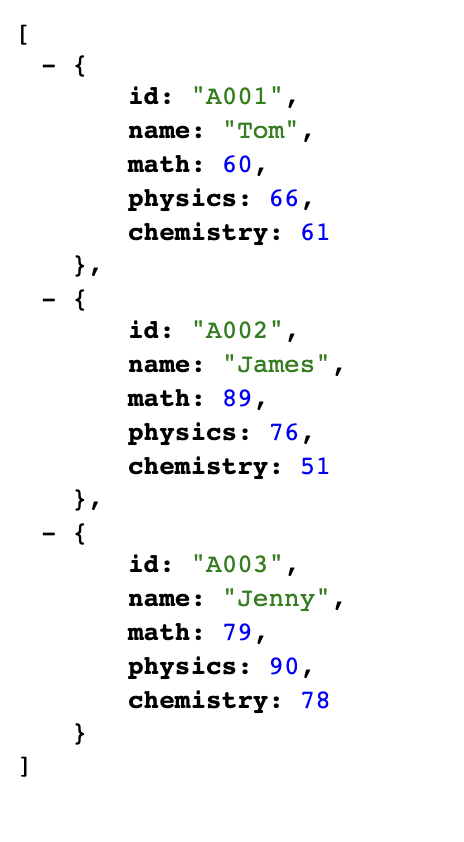 [
  - {
        id: "A001",
        name: "Tom",
        math: 60,
        physics: 66,
        chemistry: 61
    },
  - {
        id: "A002",
        name: "James",
        math: 89,
        physics: 76,
        chemistry: 51
    },
  - {
        id: "A003",
        name: "Jenny",
        math: 79,
        physics: 90,
        chemistry: 78
    }
]